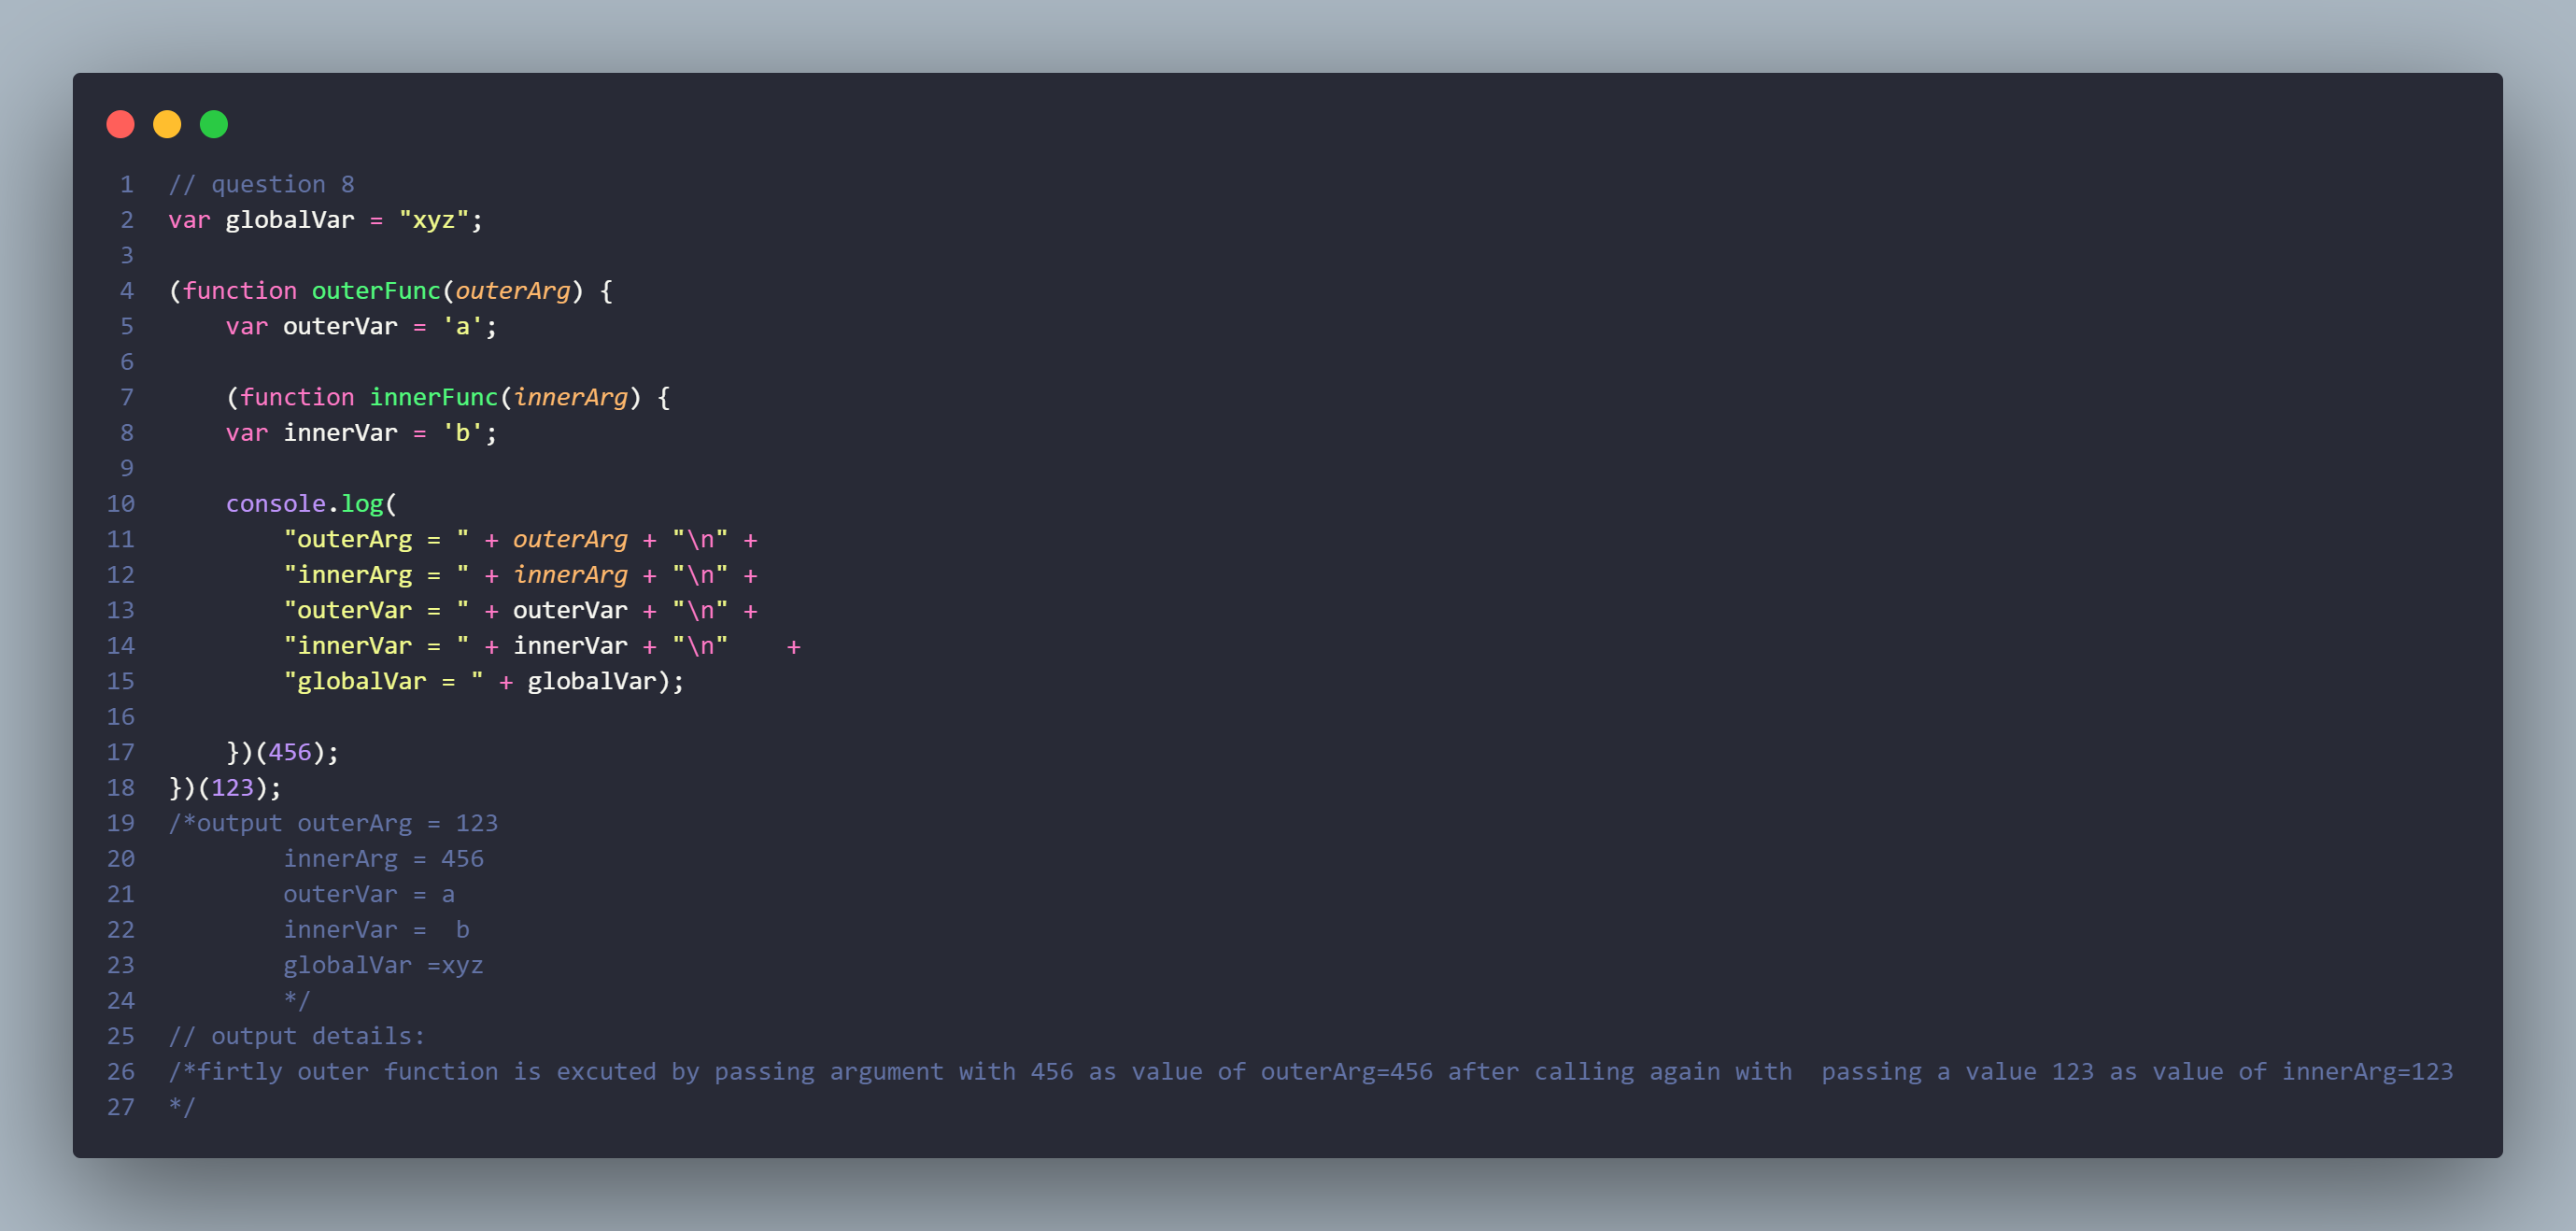 1 // question 8
2 var globalVar = "xyz";
3
4 (function outerFunc(outerArg) {
5     var outerVar = 'a';
6
7     (function innerFunc(innerArg) {
8     var innerVar = 'b';
9
10     console.log(
11         "outerArg = " + outerArg + "\n" +
12         "innerArg = " + innerArg + "\n" +
13         "outerVar = " + outerVar + "\n" +
14         "innerVar = " + innerVar + "\n"    +
15         "globalVar = " + globalVar);
16
17     })(456);
18 })(123);
19 /*output outerArg = 123
20         innerArg = 456
21         outerVar = a
22         innerVar =  b
23         globalVar =xyz
24         */
25 // output details:
26 /*firtly outer function is excuted by passing argument with 456 as value of outerArg=456 after calling again with  passing a value 123 as value of innerArg=123
27 */